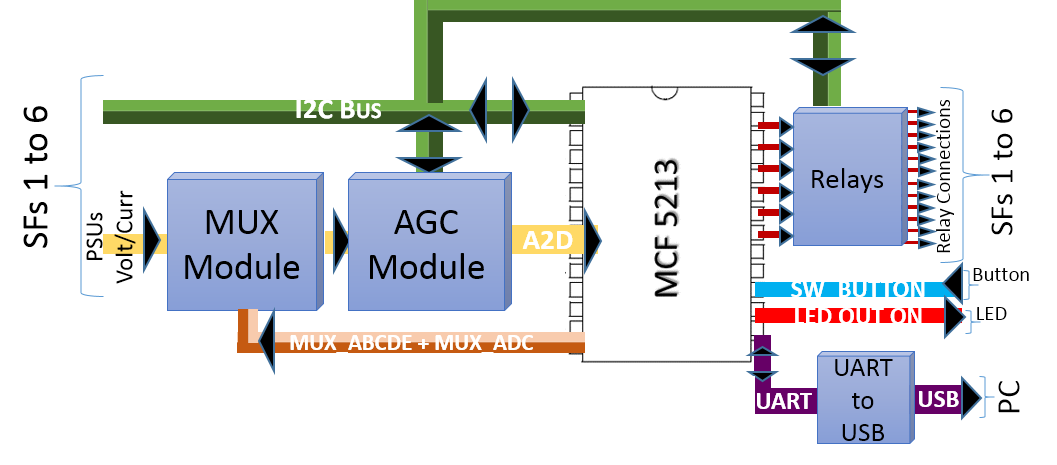 SFs 1 to 6
I2C Bus
PSUs
Volt/Curr
MUX
Module
AGC
Module
A2D
MUX_ABCDE + MUX_ADC
MCF 5213
Relays
Relay Connections
SFs 1 to 6
SW_BUTTON
Button
LED OUT ON
LED
UART
UART
to
USB
USB
PC